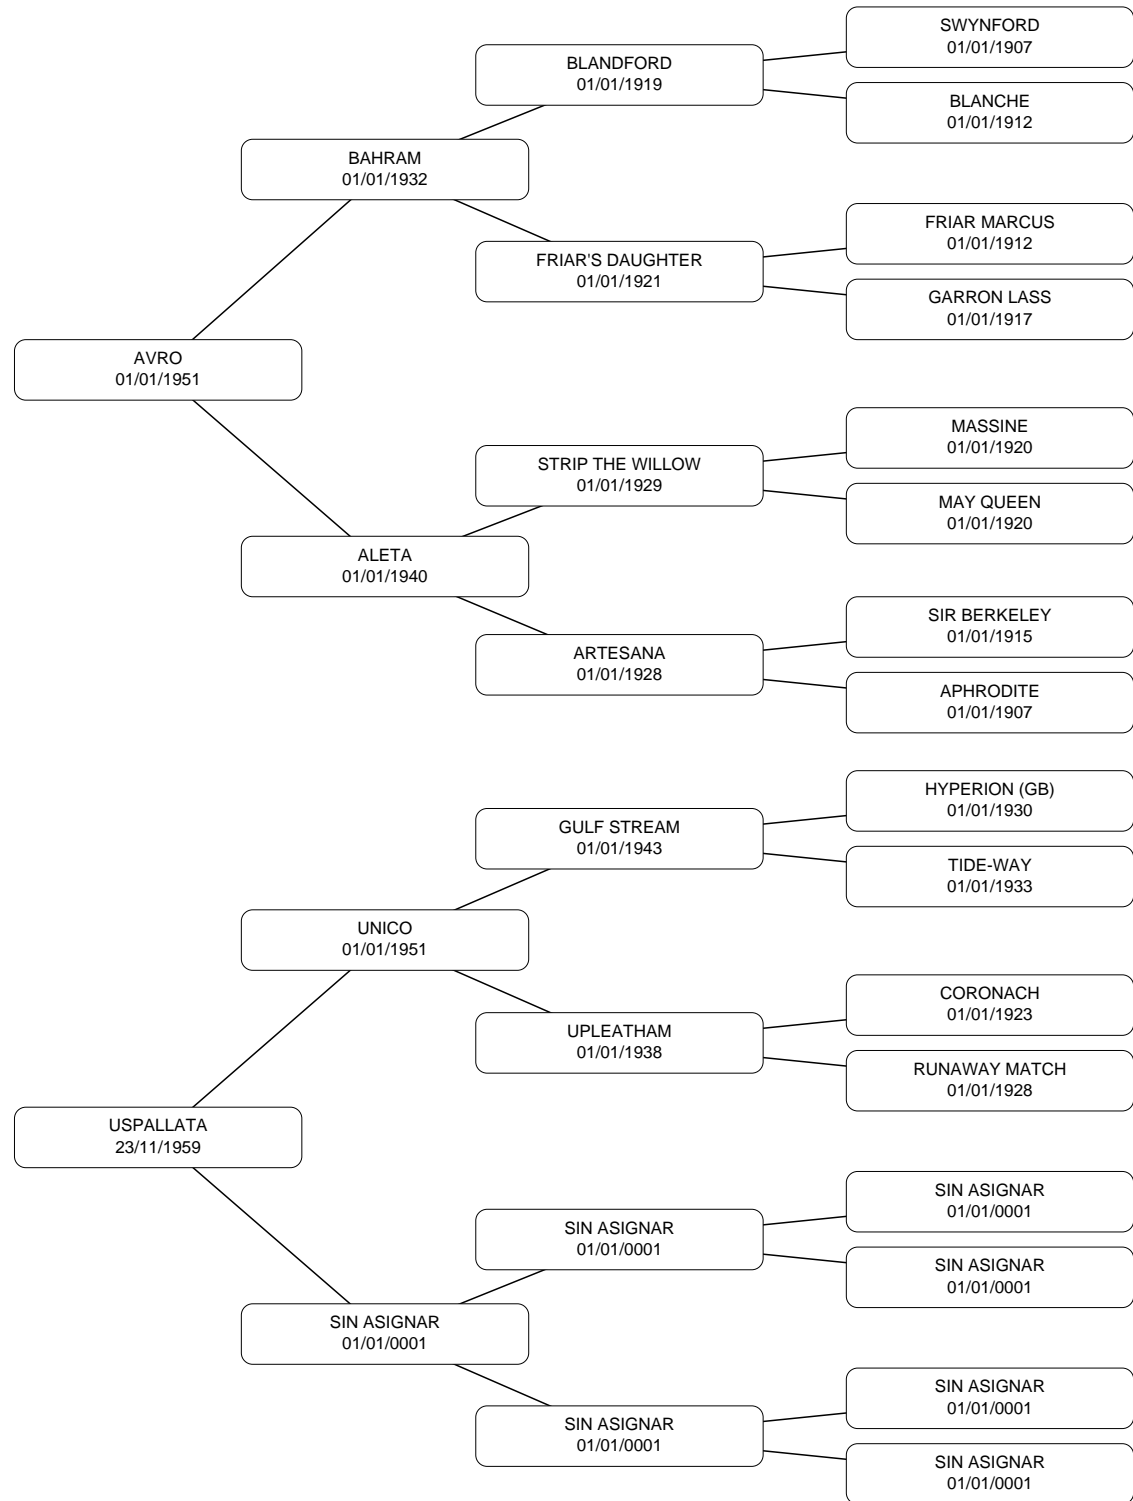 SWYNFORD
01/01/1907
BLANDFORD
01/01/1919
BLANCHE
01/01/1912
BAHRAM
01/01/1932
FRIAR MARCUS
01/01/1912
FRIAR'S DAUGHTER
01/01/1921
GARRON LASS
01/01/1917
AVRO
01/01/1951
MASSINE
01/01/1920
STRIP THE WILLOW
01/01/1929
MAY QUEEN
01/01/1920
ALETA
01/01/1940
SIR BERKELEY
01/01/1915
ARTESANA
01/01/1928
APHRODITE
01/01/1907
HYPERION (GB)
01/01/1930
GULF STREAM
01/01/1943
TIDE-WAY
01/01/1933
UNICO
01/01/1951
CORONACH
01/01/1923
UPLEATHAM
01/01/1938
RUNAWAY MATCH
01/01/1928
USPALLATA
23/11/1959
SIN ASIGNAR
01/01/0001
SIN ASIGNAR
01/01/0001
SIN ASIGNAR
01/01/0001
SIN ASIGNAR
01/01/0001
SIN ASIGNAR
01/01/0001
SIN ASIGNAR
01/01/0001
SIN ASIGNAR
01/01/0001